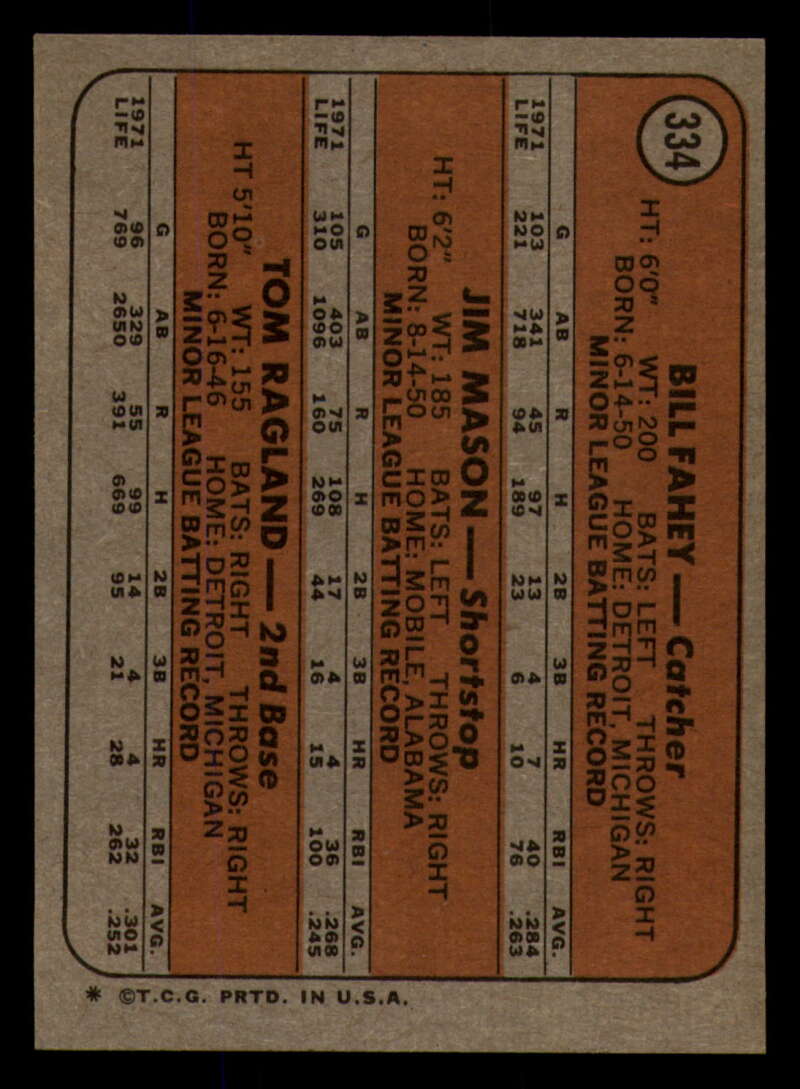 334
BILL FAHEY — Catcher
HT: 6'0" WT: 200 BATS: LEFT THROWS: RIGHT
BORN: 6-14-50 HOME: DETROIT, MICHIGAN
MINOR LEAGUE BATTING RECORD
G AB R H 2B 3B HR RBI AVG.
1971 103 341 45 97 13 4 7 40 .284
LIFE 221 718 94 189 23 6 10 76 .263
JIM MASON — Shortstop
HT: 6'2" WT: 185 BATS: LEFT THROWS: RIGHT
BORN: 8-14-50 HOME: MOBILE, ALABAMA
MINOR LEAGUE BATTING RECORD
G AB R H 2B 3B HR RBI AVG.
1971 105 403 75 108 17 4 4 36 .268
LIFE 310 1096 160 269 44 16 15 100 .245
TOM RAGLAND — 2nd Base
HT 5'10" WT: 155 BATS: RIGHT THROWS: RIGHT
BORN: 6-16-46 HOME: DETROIT, MICHIGAN
MINOR LEAGUE BATTING RECORD
G AB R H 2B 3B HR RBI AVG.
1971 96 329 55 99 14 4 4 32 .301
LIFE 769 2650 391 669 95 21 28 262 .252
* ©T.C.G. PRTD. IN U.S.A.